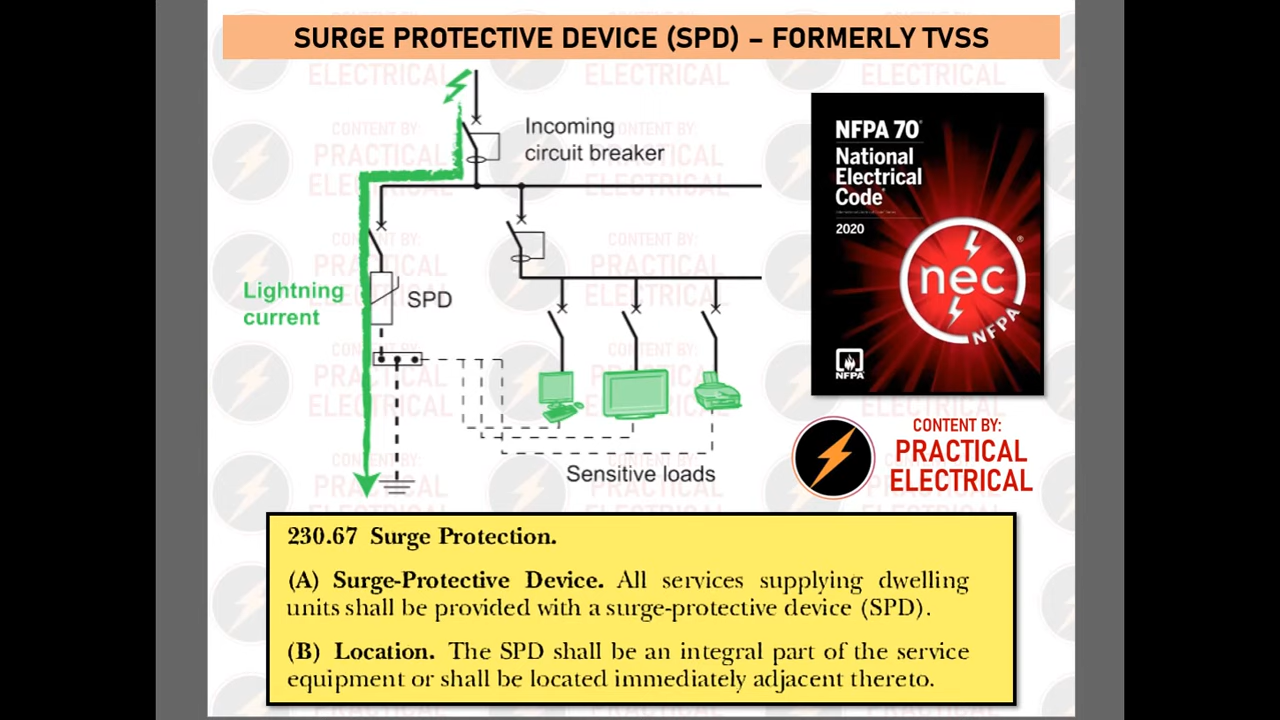 SURGE PROTECTIVE DEVICE (SPD) – FORMERLY TVSS
Incoming
circuit breaker
Lightning
current
SPD
Sensitive loads
NFPA 70®
National
Electrical
Code®
2020
nec®
NFPA
NFPA
CONTENT BY:
PRACTICAL
ELECTRICAL
230.67 Surge Protection.
(A) Surge-Protective Device. All services supplying dwelling
units shall be provided with a surge-protective device (SPD).
(B) Location. The SPD shall be an integral part of the service
equipment or shall be located immediately adjacent thereto.